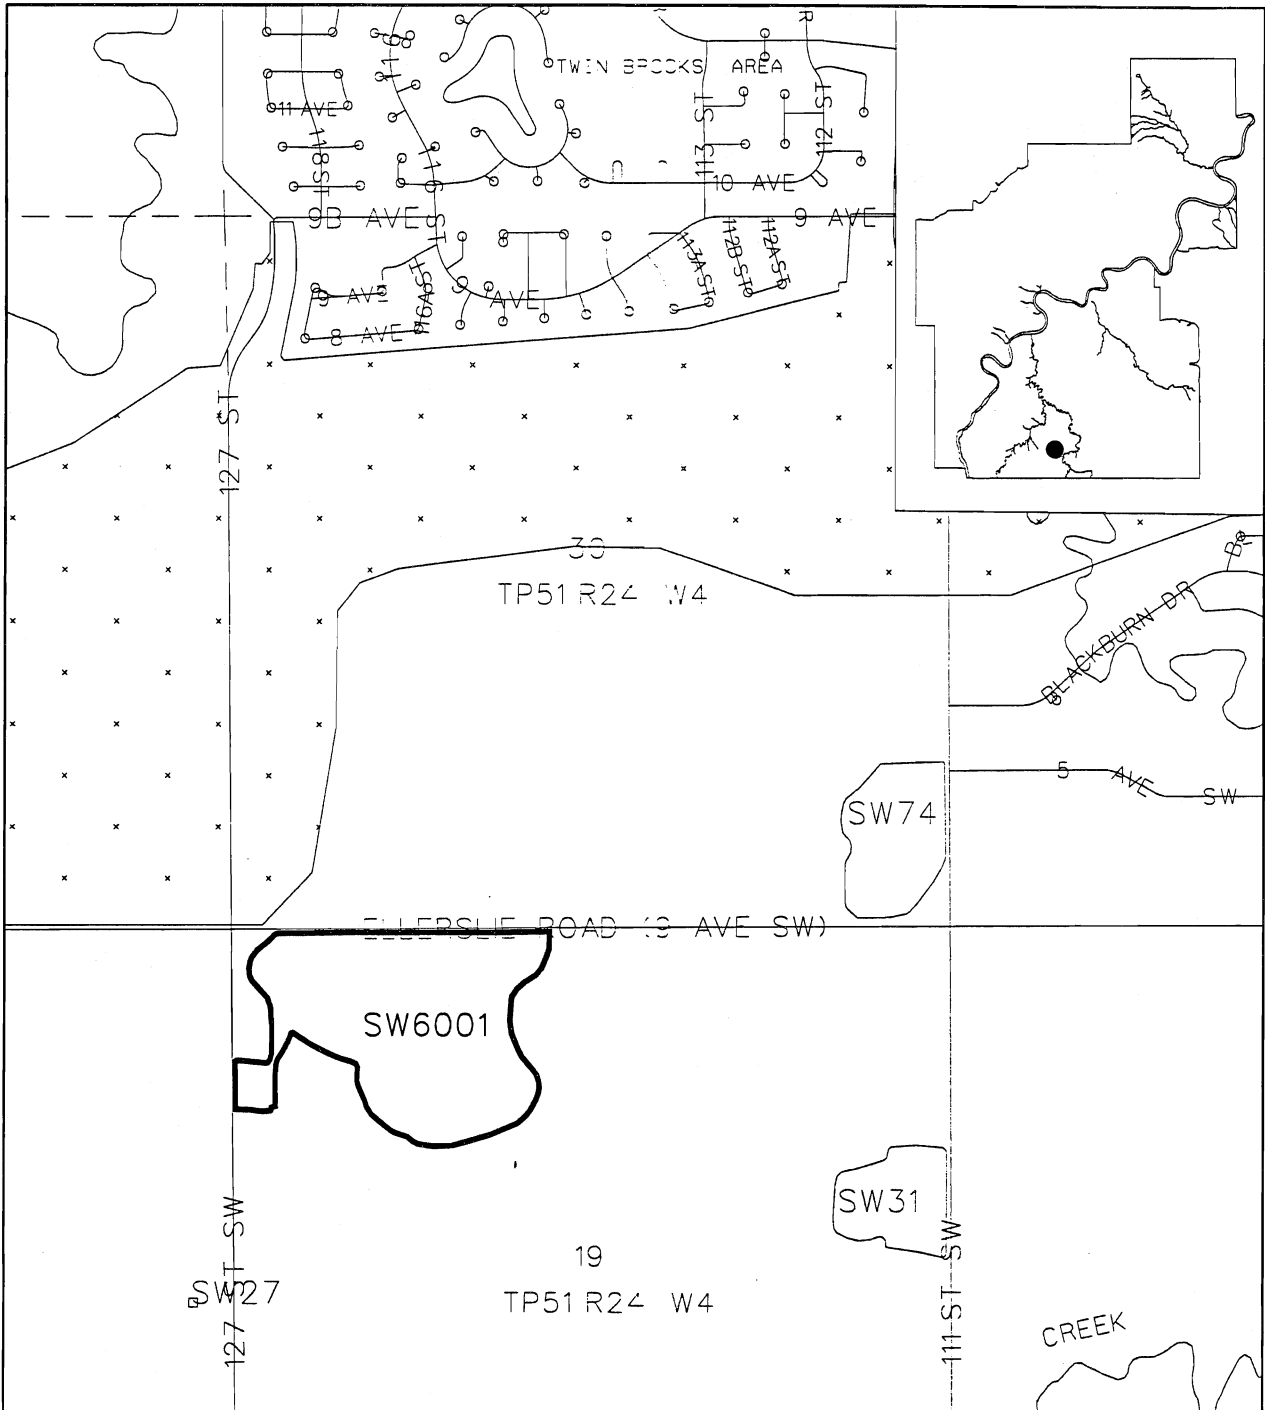 R
119
TWIN BROOKS AREA
11 AVE
118 ST
113 ST
112 ST
116 ST
10 AVE
9B AVE
9 AVE
113A ST
112B ST
112A ST
116A ST
AVE
9 AVE
8 AVE
127 ST
30
TP51 R24 W4
B
BLACKBURN DR
5 AVE SW
SW74
ELLERSLIE ROAD (9 AVE SW)
SW6001
SW31
127 ST SW
111 ST SW
19
SW27
TP51 R24 W4
CREEK